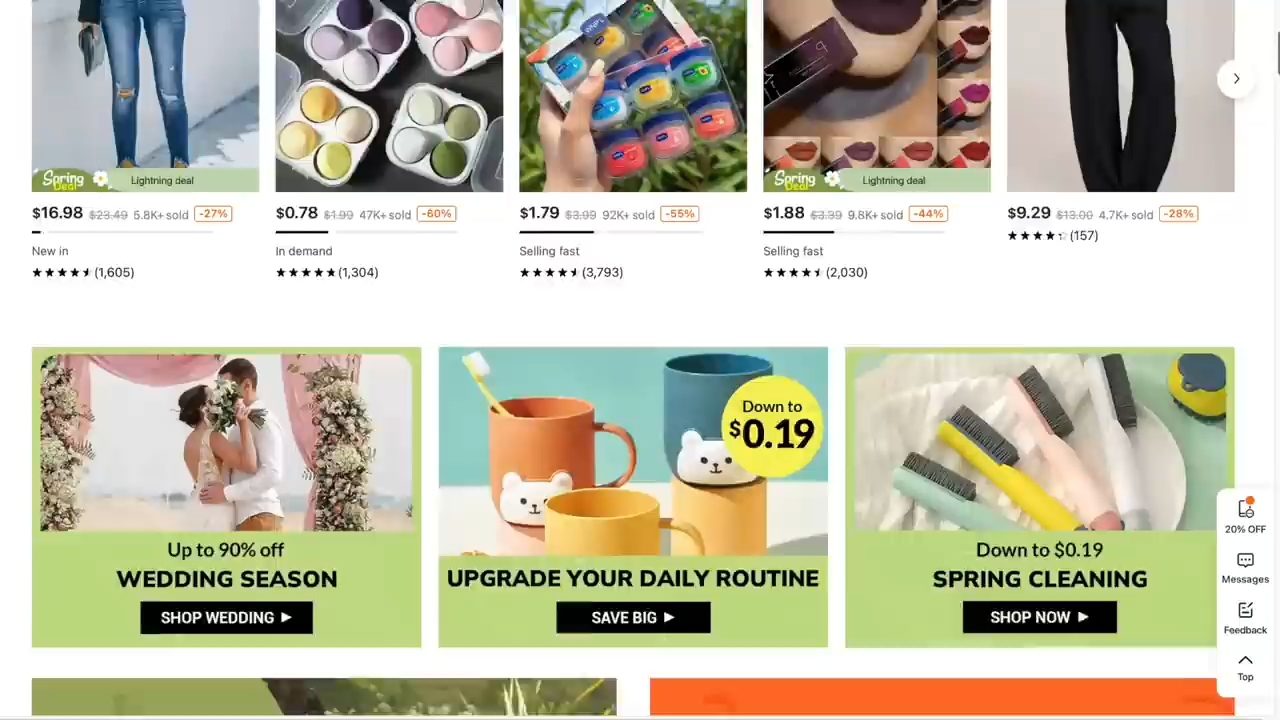 Spring
Deal
Lightning deal
Spring
Deal
Lightning deal
$16.98 $23.49 5.8K+ sold -27%
$0.78 $1.99 47K+ sold -60%
$1.79 $3.99 92K+ sold -55%
$1.88 $3.39 9.8K+ sold -44%
$9.29 $13.00 4.7K+ sold -28%
(157)
New in
In demand
Selling fast
Selling fast
(1,605)
(1,304)
(3,793)
(2,030)
Up to 90% off
WEDDING SEASON
SHOP WEDDING
Down to
$0.19
UPGRADE YOUR DAILY ROUTINE
SAVE BIG
Down to $0.19
SPRING CLEANING
SHOP NOW
20% OFF
Messages
Feedback
Top